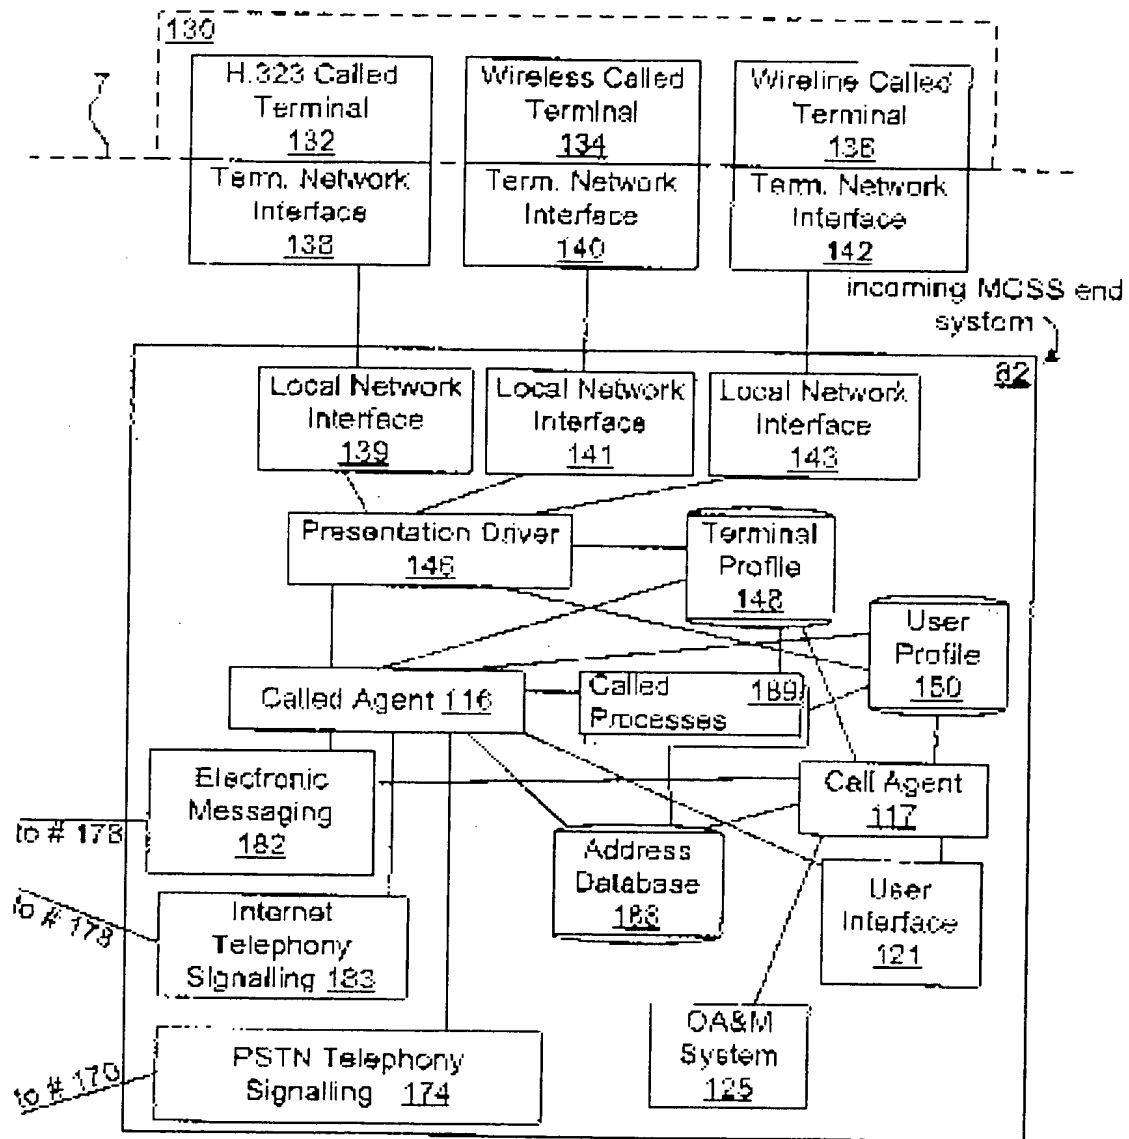 130
H.323 Called
Terminal
132
Wireless Called
Terminal
134
Wireline Called
Terminal
136
7
Term. Network
Interface
138
Term. Network
Interface
140
Term. Network
Interface
142
incoming MCSS end
system
82
Local Network
Interface
139
Local Network
Interface
141
Local Network
Interface
143
Presentation Driver
146
Terminal
Profile
148
User
Profile
150
Called Agent 116
Called
Processes
189
Electronic
Messaging
182
Call Agent
117
to # 178
Address
Database
168
User
Interface
121
Internet
Telephony
Signalling 183
to # 178
OA&M
System
125
PSTN Telephony
Signalling 174
to # 170